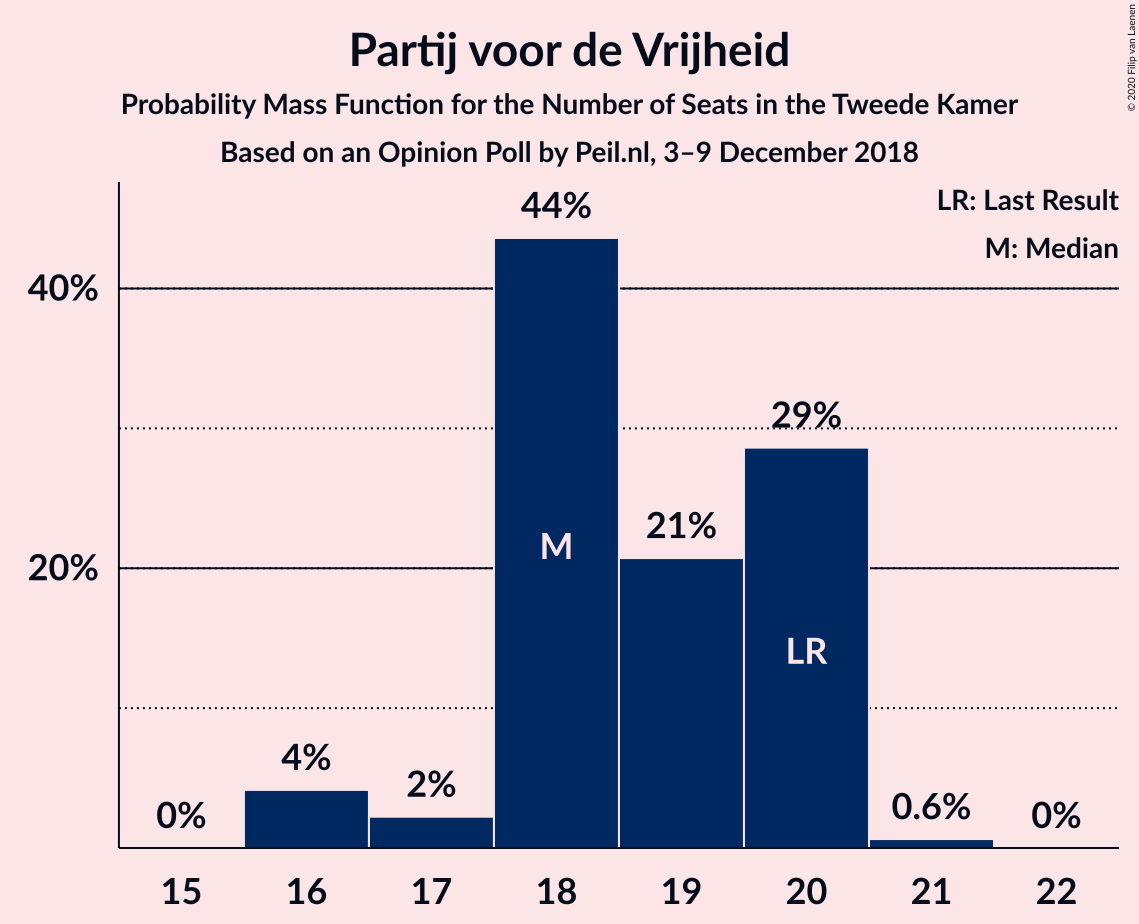 © 2020 Filip van Laenen
Partij voor de Vrijheid
Probability Mass Function for the Number of Seats in the Tweede Kamer
Based on an Opinion Poll by Peil.nl, 3–9 December 2018
LR: Last Result
M: Median
44%
40%
29%
21%
M
20%
LR
4%
2%
0%
0.6%
0%
15 16 17 18 19 20 21 22